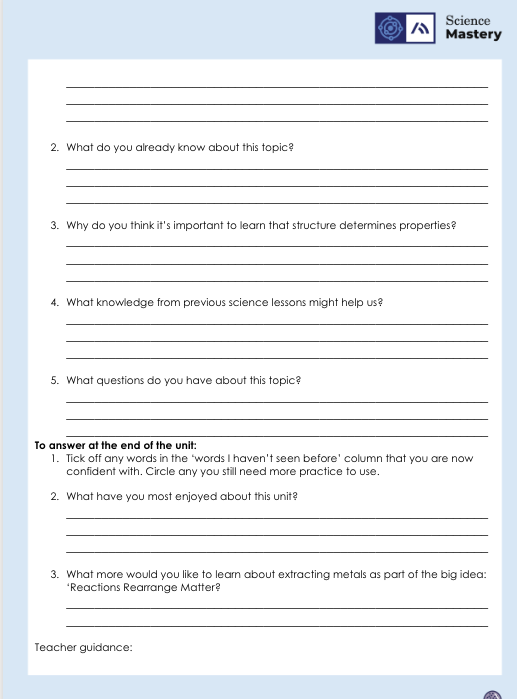 Science
Mastery
2. What do you already know about this topic?
3. Why do you think it's important to learn that structure determines properties?
4. What knowledge from previous science lessons might help us?
5. What questions do you have about this topic?
To answer at the end of the unit:
1. Tick off any words in the ‘words I haven't seen before’ column that you are now
confident with. Circle any you still need more practice to use.
2. What have you most enjoyed about this unit?
3. What more would you like to learn about extracting metals as part of the big idea:
‘Reactions Rearrange Matter?
Teacher guidance: